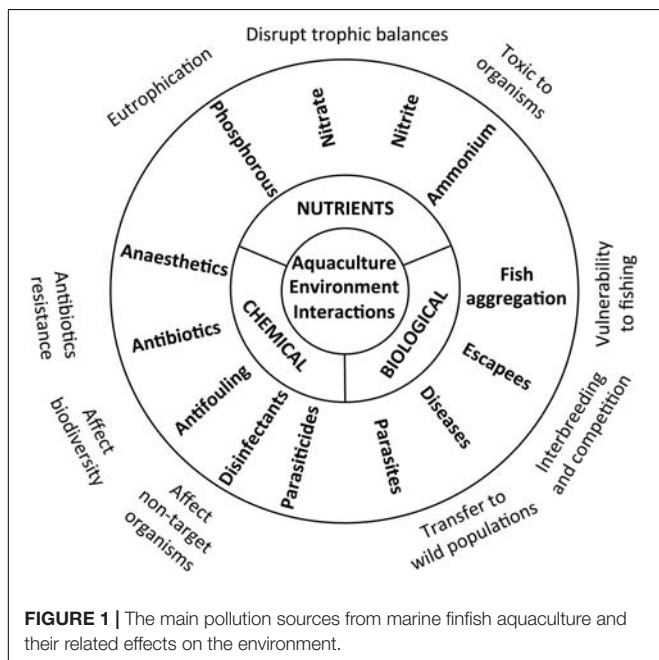 Disrupt trophic balances
Eutrophication
Toxic to
organisms
Phosphorous
Nitrate
Nitrite
Ammonium
NUTRIENTS
Anaesthetics
Aquaculture
Environment
Interactions
Fish
aggregation
Vulnerability
to fishing
Antibiotics
resistance
CHEMICAL
BIOLOGICAL
Antibiotics
Escapees
Antifouling
Disinfectants
Parasiticides
Parasites
Diseases
Interbreeding
and competition
Affect
biodiversity
Affect
non-target
organisms
Transfer to
wild populations
FIGURE 1 | The main pollution sources from marine finfish aquaculture and
their related effects on the environment.